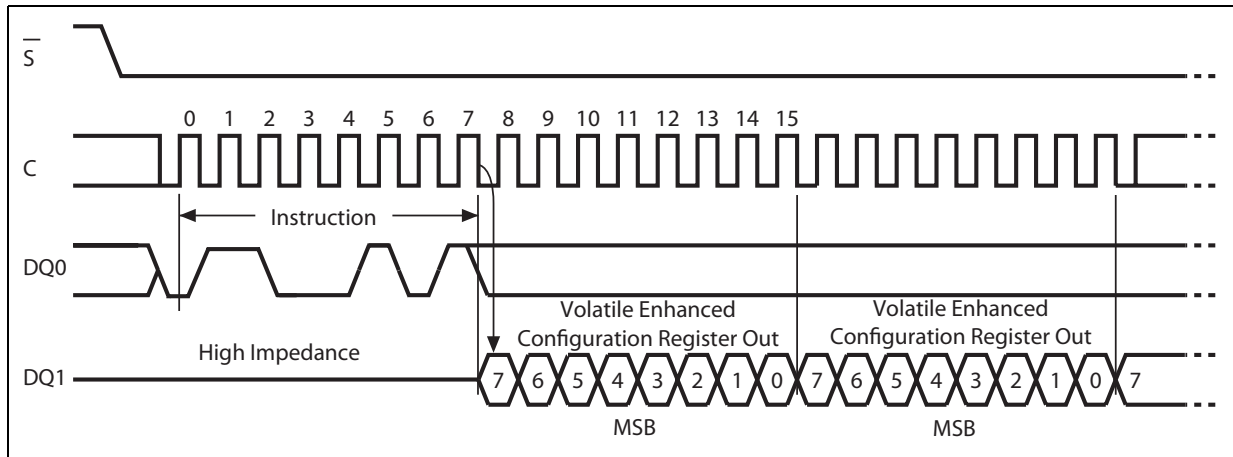 S
0 1 2 3 4 5 6 7 8 9 10 11 12 13 14 15
C
Instruction
DQ0
Volatile Enhanced
Configuration Register Out
Volatile Enhanced
Configuration Register Out
High Impedance
DQ1
7 6 5 4 3 2 1 0 7 6 5 4 3 2 1 0 7
MSB
MSB